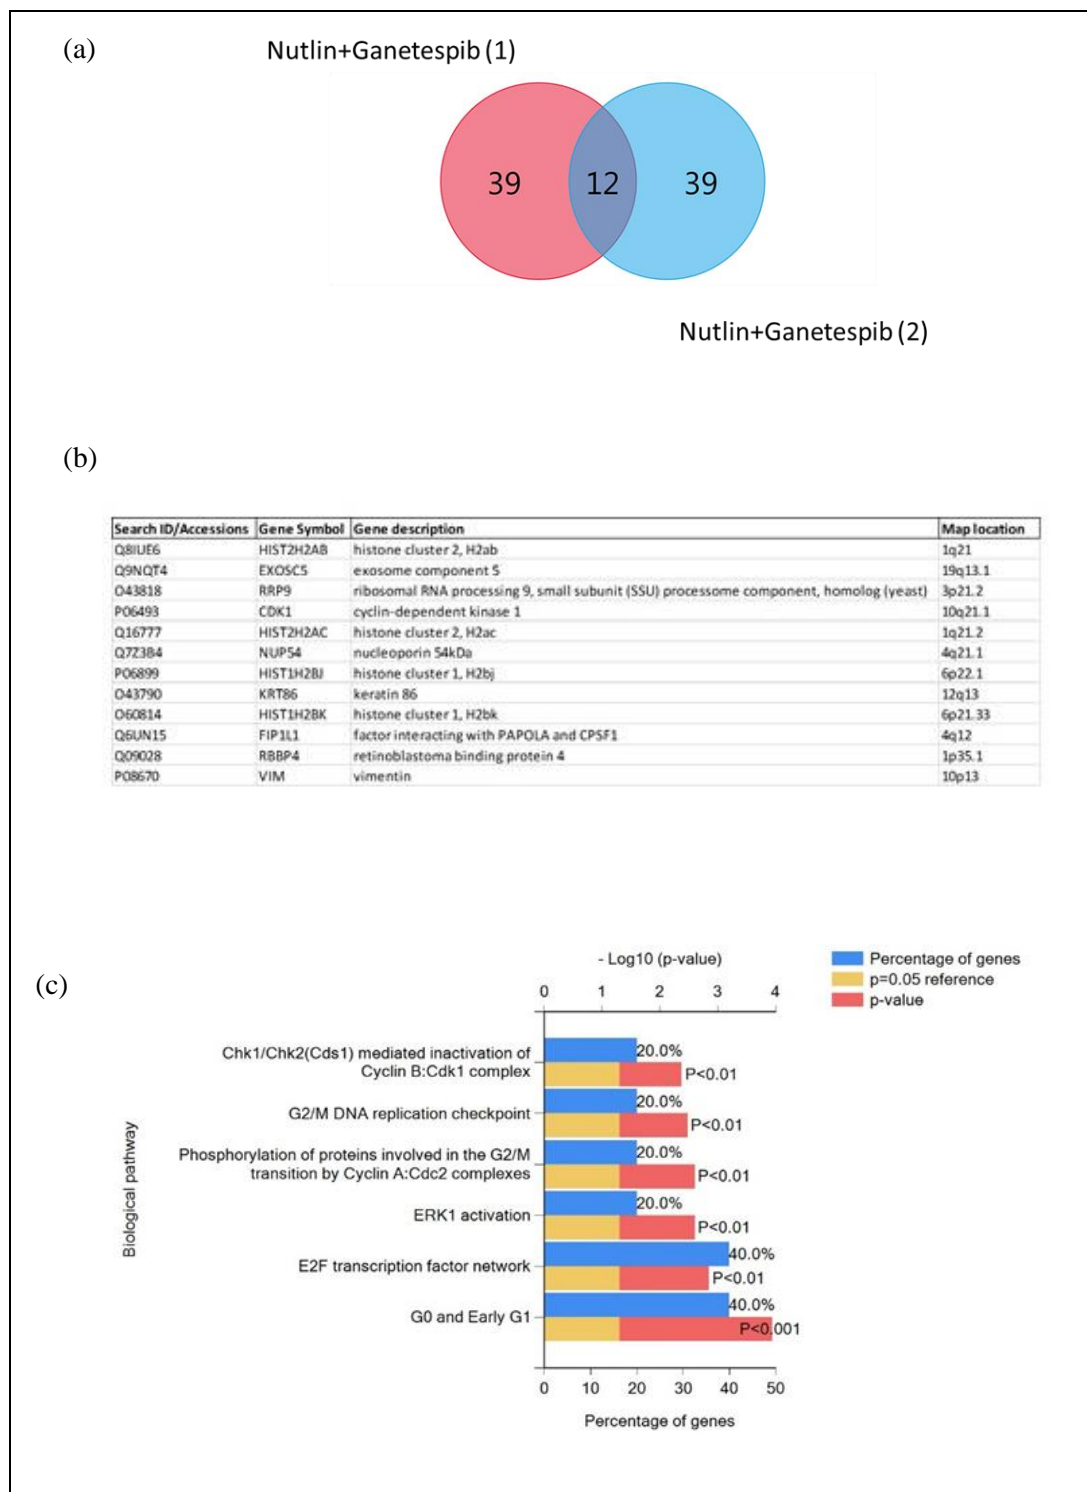 (a)
Nutlin+Ganetespib (1)
39 12 39
Nutlin+Ganetespib (2)
(b)
Search ID/Accessions Gene Symbol Gene description Map location
Q8IUE6 HIST2H2AB histone cluster 2, H2ab 1q21
Q9NQT4 EXOSC5 exosome component 5 19q13.1
O43818 RRP9 ribosomal RNA processing 9, small subunit (SSU) processome component, homolog (yeast) 3p21.2
P06493 CDK1 cyclin-dependent kinase 1 10q21.1
Q16777 HIST2H2AC histone cluster 2, H2ac 1q21.2
Q7Z3B4 NUP54 nucleoporin 54kDa 4q21.1
P06899 HIST1H2BJ histone cluster 1, H2bj 6p22.1
O43790 KRT86 keratin 86 12q13
O60814 HIST1H2BK histone cluster 1, H2bk 6p21.33
Q6UN15 FIP1L1 factor interacting with PAPOLA and CPSF1 4q12
Q09028 RBBP4 retinoblastoma binding protein 4 1p35.1
P08670 VIM vimentin 10p13
(c)
- Log10 (p-value)
0 1 2 3 4
Percentage of genes
p=0.05 reference
p-value
Biological pathway
Chk1/Chk2(Cds1) mediated inactivation of
Cyclin B:Cdk1 complex
20.0%
P<0.01
G2/M DNA replication checkpoint
20.0%
P<0.01
Phosphorylation of proteins involved in the G2/M
transition by Cyclin A:Cdc2 complexes
20.0%
P<0.01
ERK1 activation
20.0%
P<0.01
E2F transcription factor network
40.0%
P<0.01
G0 and Early G1
40.0%
P<0.001
0 10 20 30 40 50
Percentage of genes